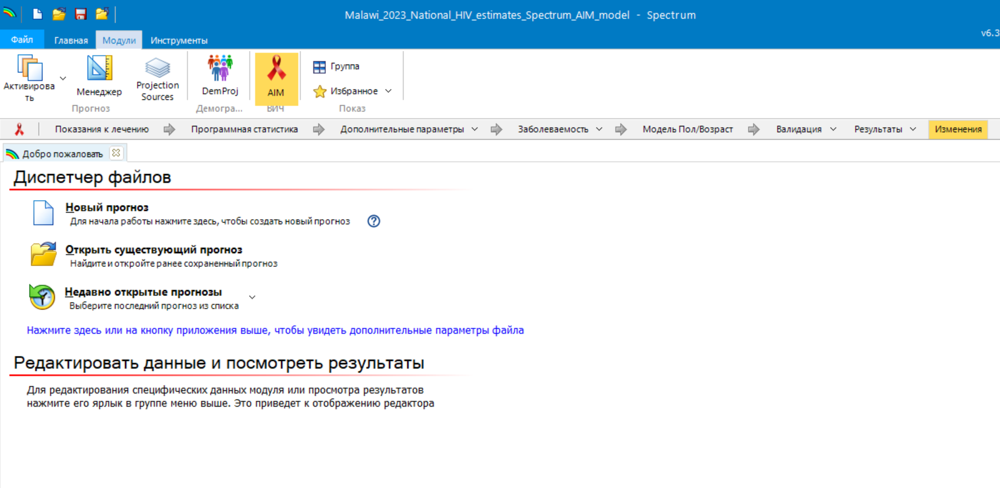 Malawi_2023_National_HIV_estimates_Spectrum_AIM_model - Spectrum
v6.3
Файл Главная Модули Инструменты
Активировать
Менеджер
Projection Sources
DemProj
AIM
Группа
Избранное
Прогноз
Демогра...
ВИЧ
Показ
Показания к лечению Программная статистика Дополнительные параметры Заболеваемость Модель Пол/Возраст Валидация Результаты Изменения
Добро пожаловать
Диспетчер файлов
Новый прогноз
Для начала работы нажмите здесь, чтобы создать новый прогноз
Открыть существующий прогноз
Найдите и откройте ранее сохраненный прогноз
Недавно открытые прогнозы
Выберите последний прогноз из списка
Нажмите здесь или на кнопку приложения выше, чтобы увидеть дополнительные параметры файла
Редактировать данные и посмотреть результаты
Для редактирования специфических данных модуля или просмотра результатов
нажмите его ярлык в группе меню выше. Это приведет к отображению редактора